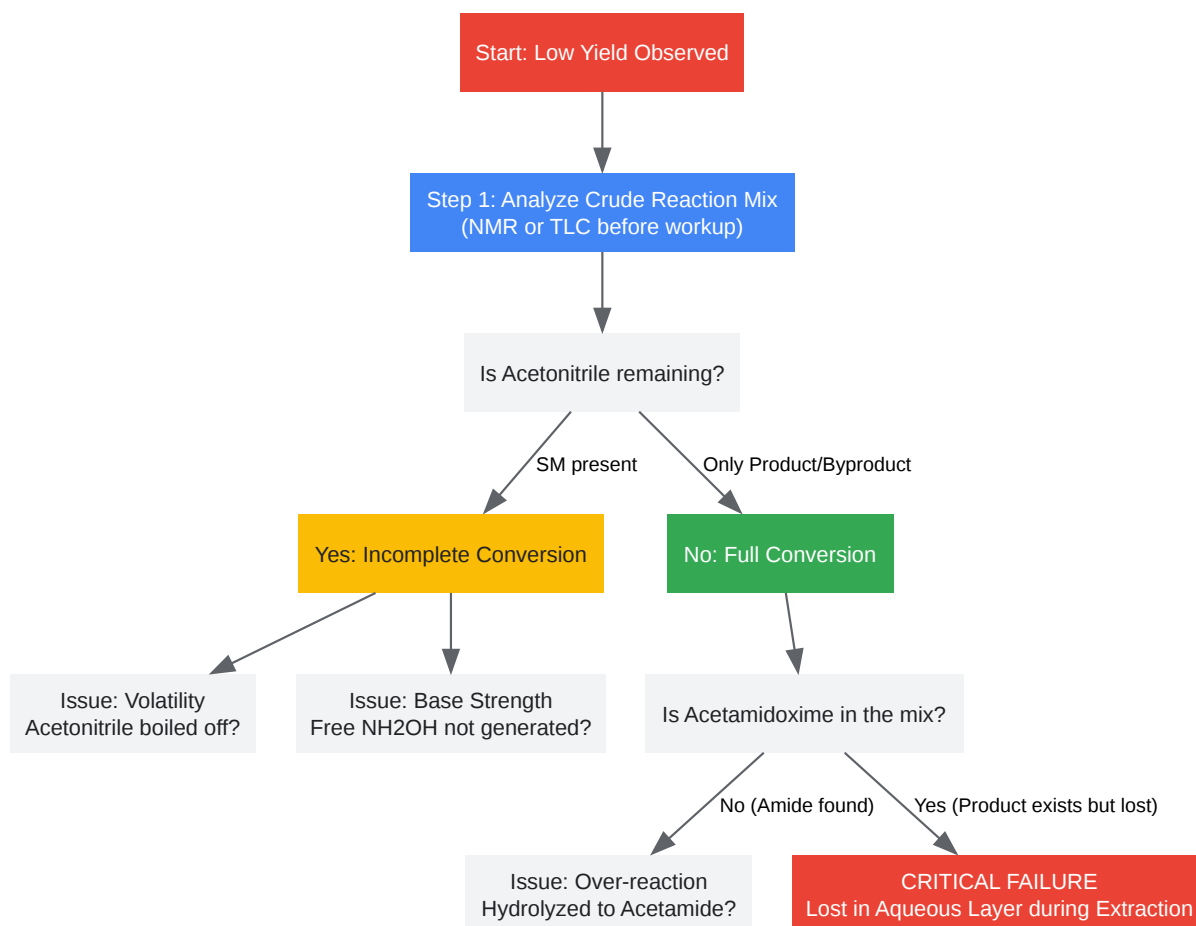 Start: Low Yield Observed
Step 1: Analyze Crude Reaction Mix
(NMR or TLC before workup)
Is Acetonitrile remaining?
SM present
Only Product/Byproduct
Yes: Incomplete Conversion
No: Full Conversion
Issue: Volatility
Acetonitrile boiled off?
Issue: Base Strength
Free NH2OH not generated?
Is Acetamidoxime in the mix?
No (Amide found)
Yes (Product exists but lost)
Issue: Over-reaction
Hydrolyzed to Acetamide?
CRITICAL FAILURE
Lost in Aqueous Layer during Extraction